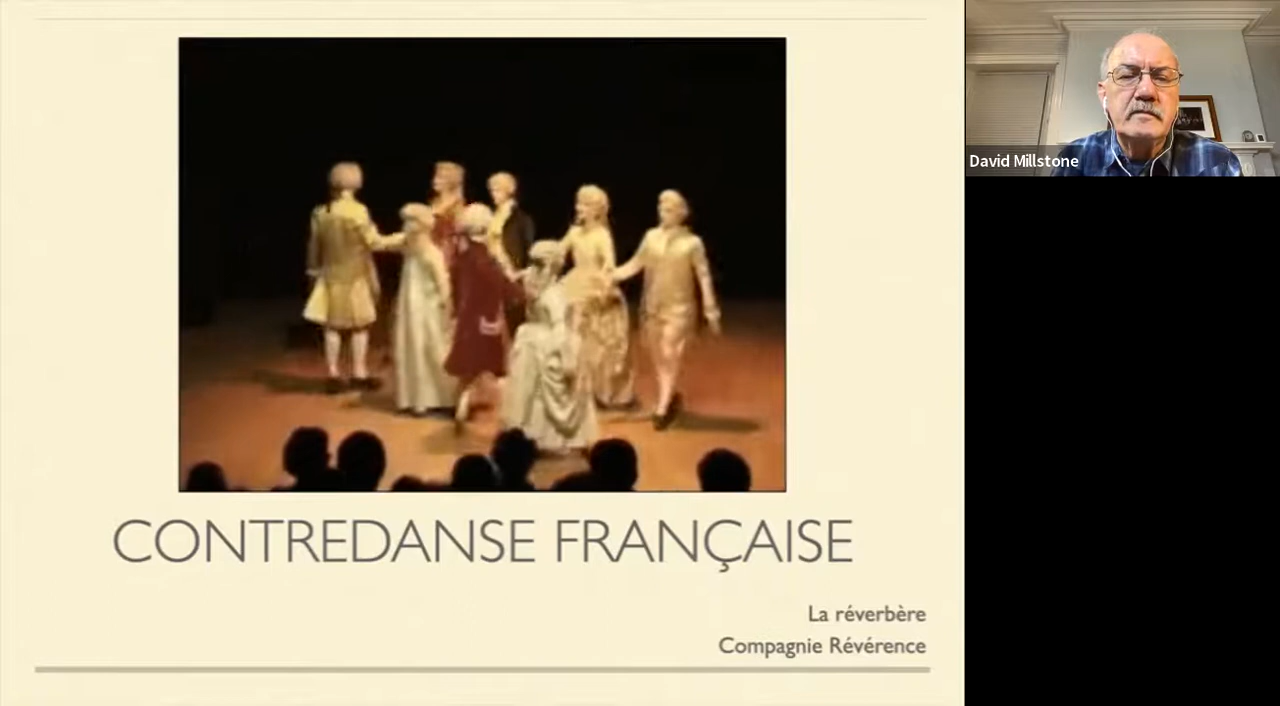 CONTREDANSE FRANÇAISE
La réverbère
Compagnie Révérence
David Millstone